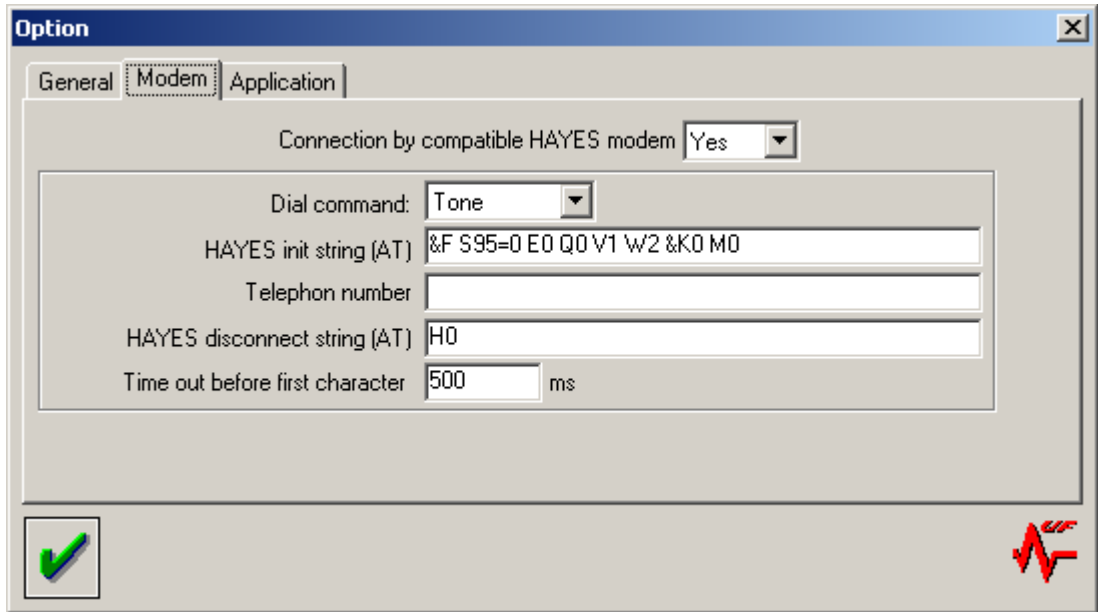 Option
General Modem Application
Connection by compatible HAYES modem Yes
Dial command: Tone
HAYES init string (AT) &F S95=0 E0 Q0 V1 W2 &K0 M0
Telephon number
HAYES disconnect string (AT) H0
Time out before first character 500 ms
UF